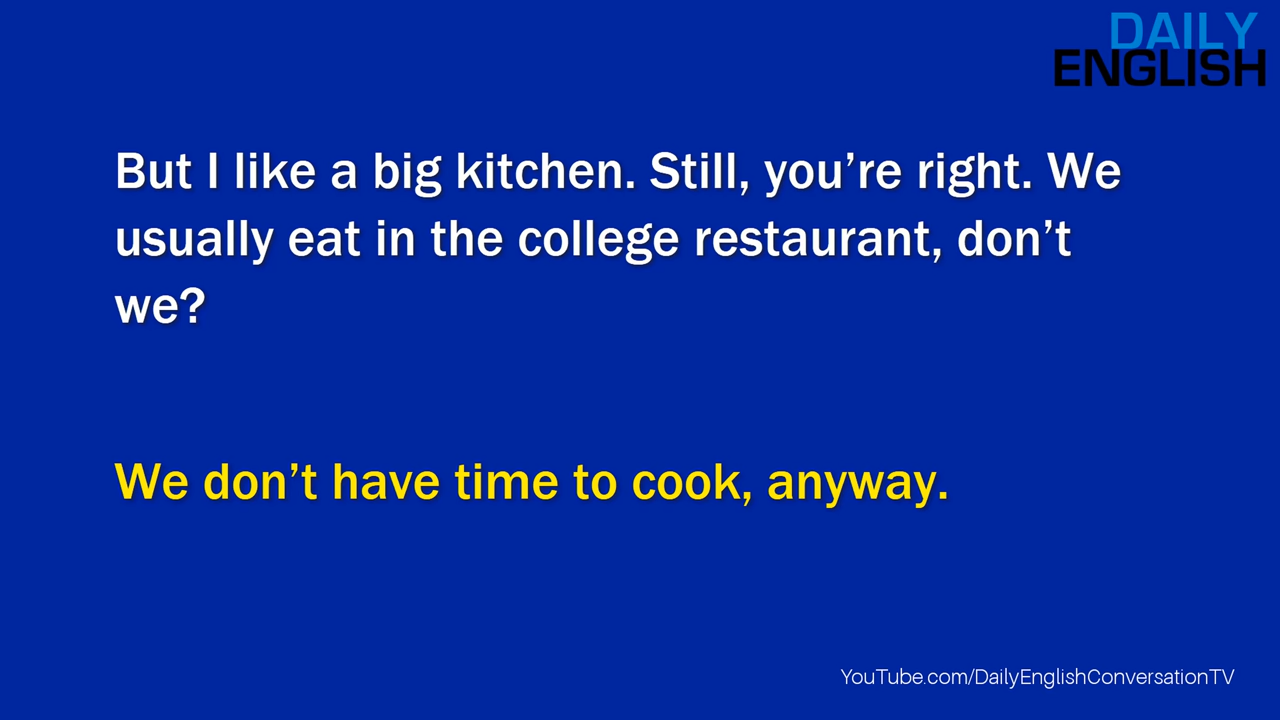 DAILY
ENGLISH
But I like a big kitchen. Still, you’re right. We
usually eat in the college restaurant, don’t
we?
We don’t have time to cook, anyway.
YouTube.com/DailyEnglishConversationTV